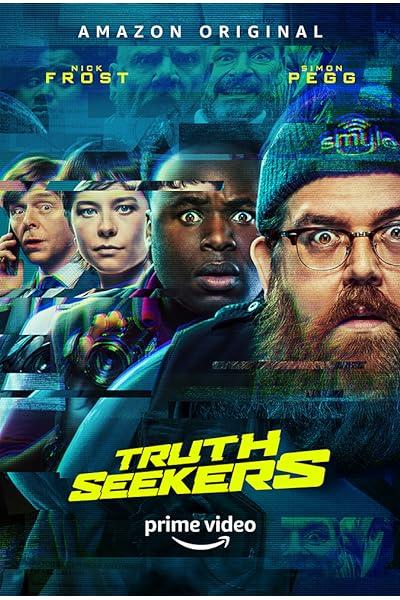 AMAZON ORIGINAL
NICK
FROST
SIMON
PEGG
smyle
TRUTH
SEEKERS
prime video